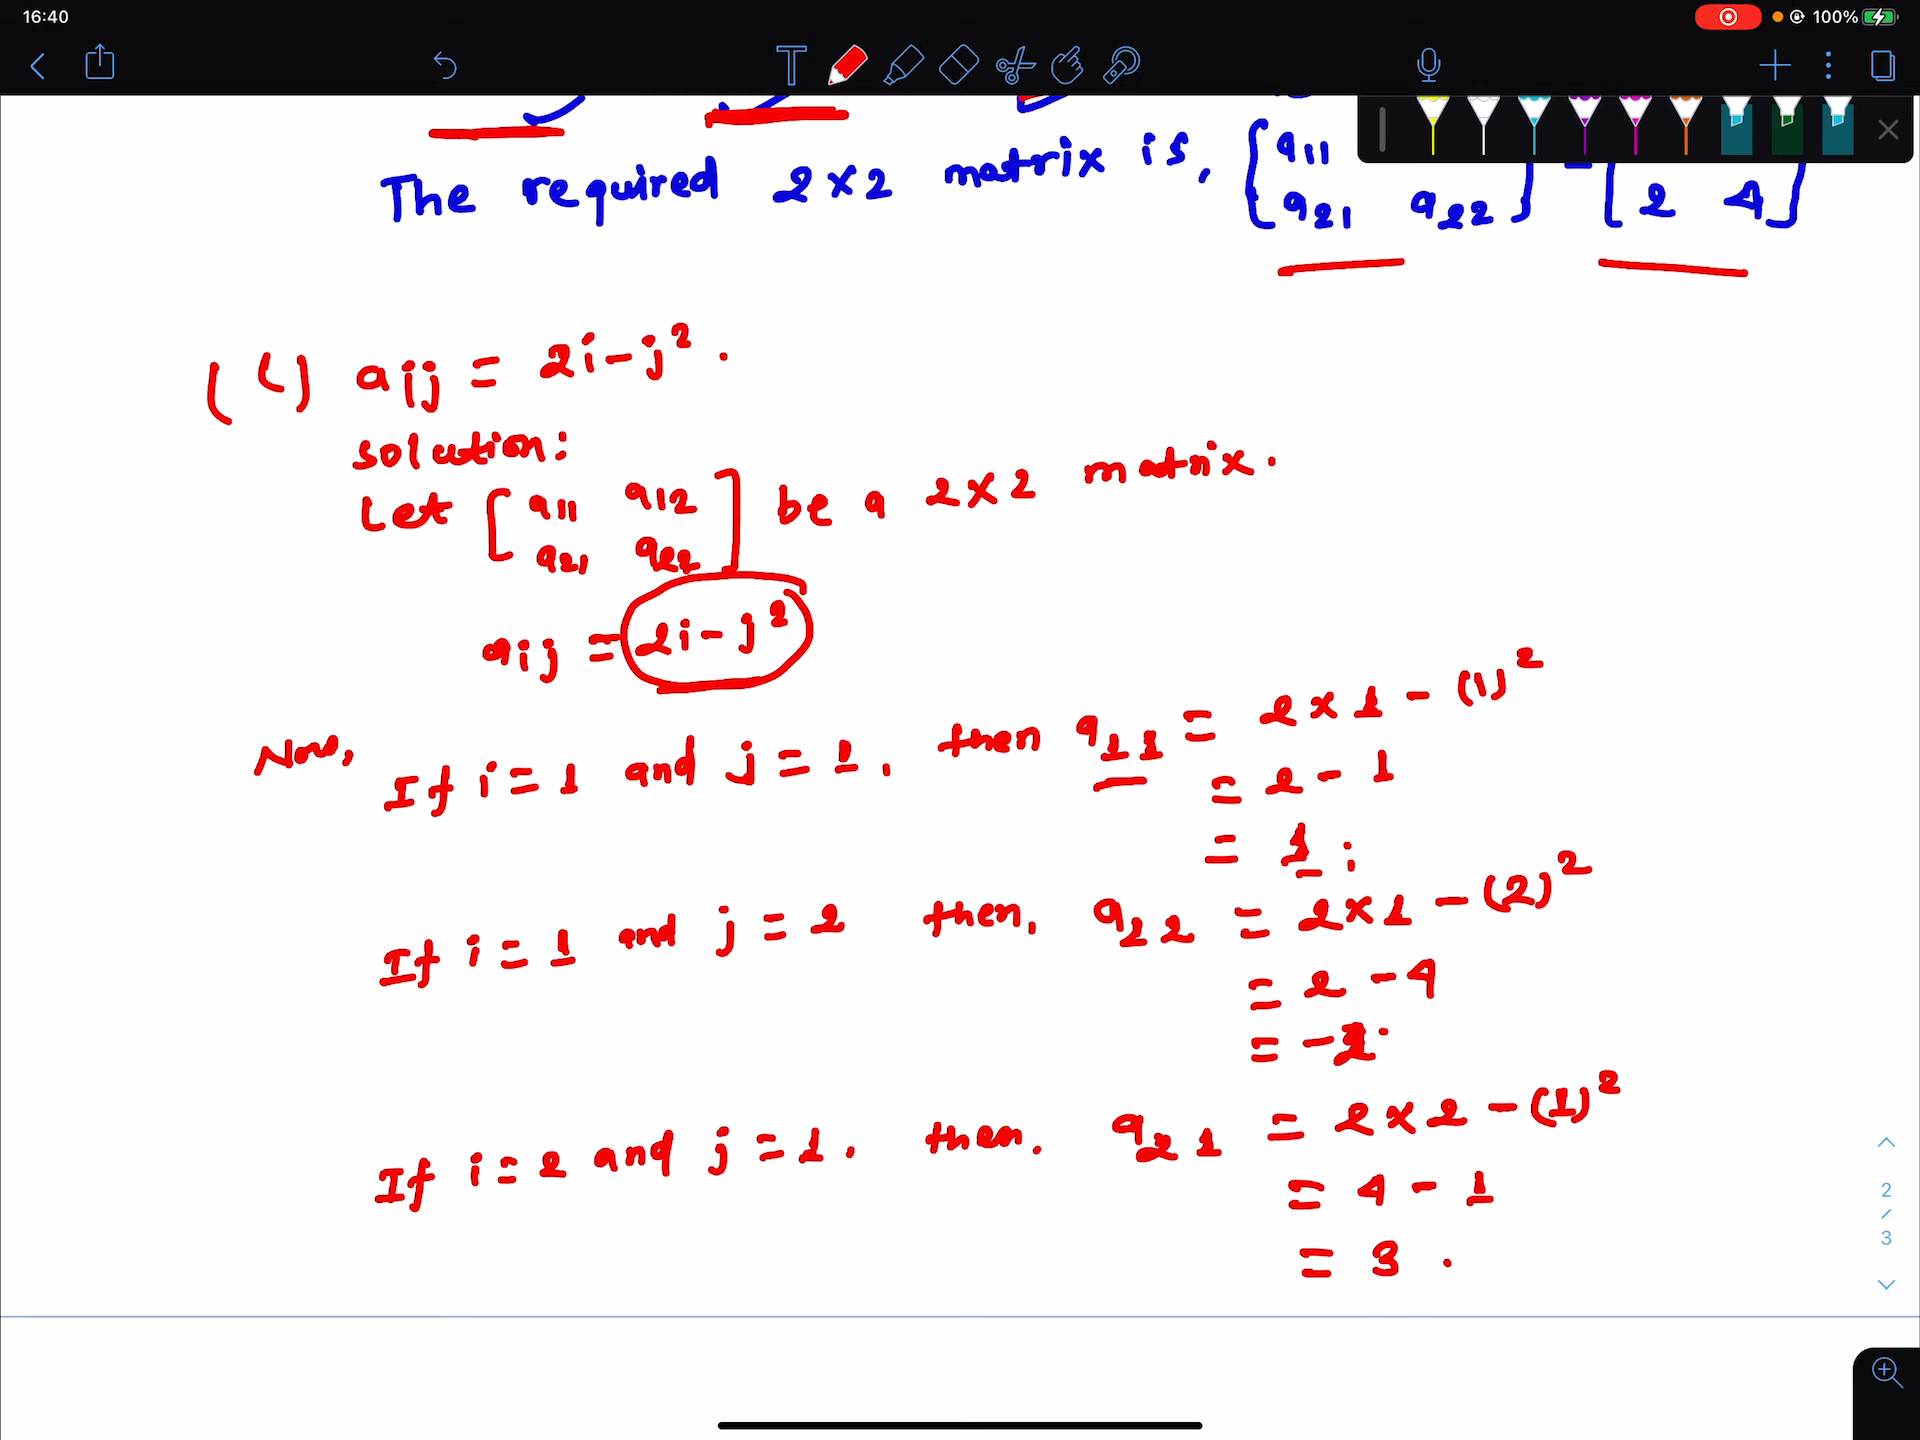 16:40
100%
The required 2 × 2 matrix is, [a11
a21 a22] = [2 4]
(c) aij = 2i - j².
Solution:
Let [a11 a12
a21 a22] be a 2×2 matrix.
aij = 2i - j²
Now,
If i = 1 and j = 1, then a11 = 2 × 1 - (1)²
= 2 - 1
= 1 ;
If i = 1 and j = 2 then, a12 = 2×1 - (2)²
= 2 - 4
= -2.
If i = 2 and j = 1, then, a21 = 2 × 2 - (1)²
= 4 - 1
= 3 .
2
/
3